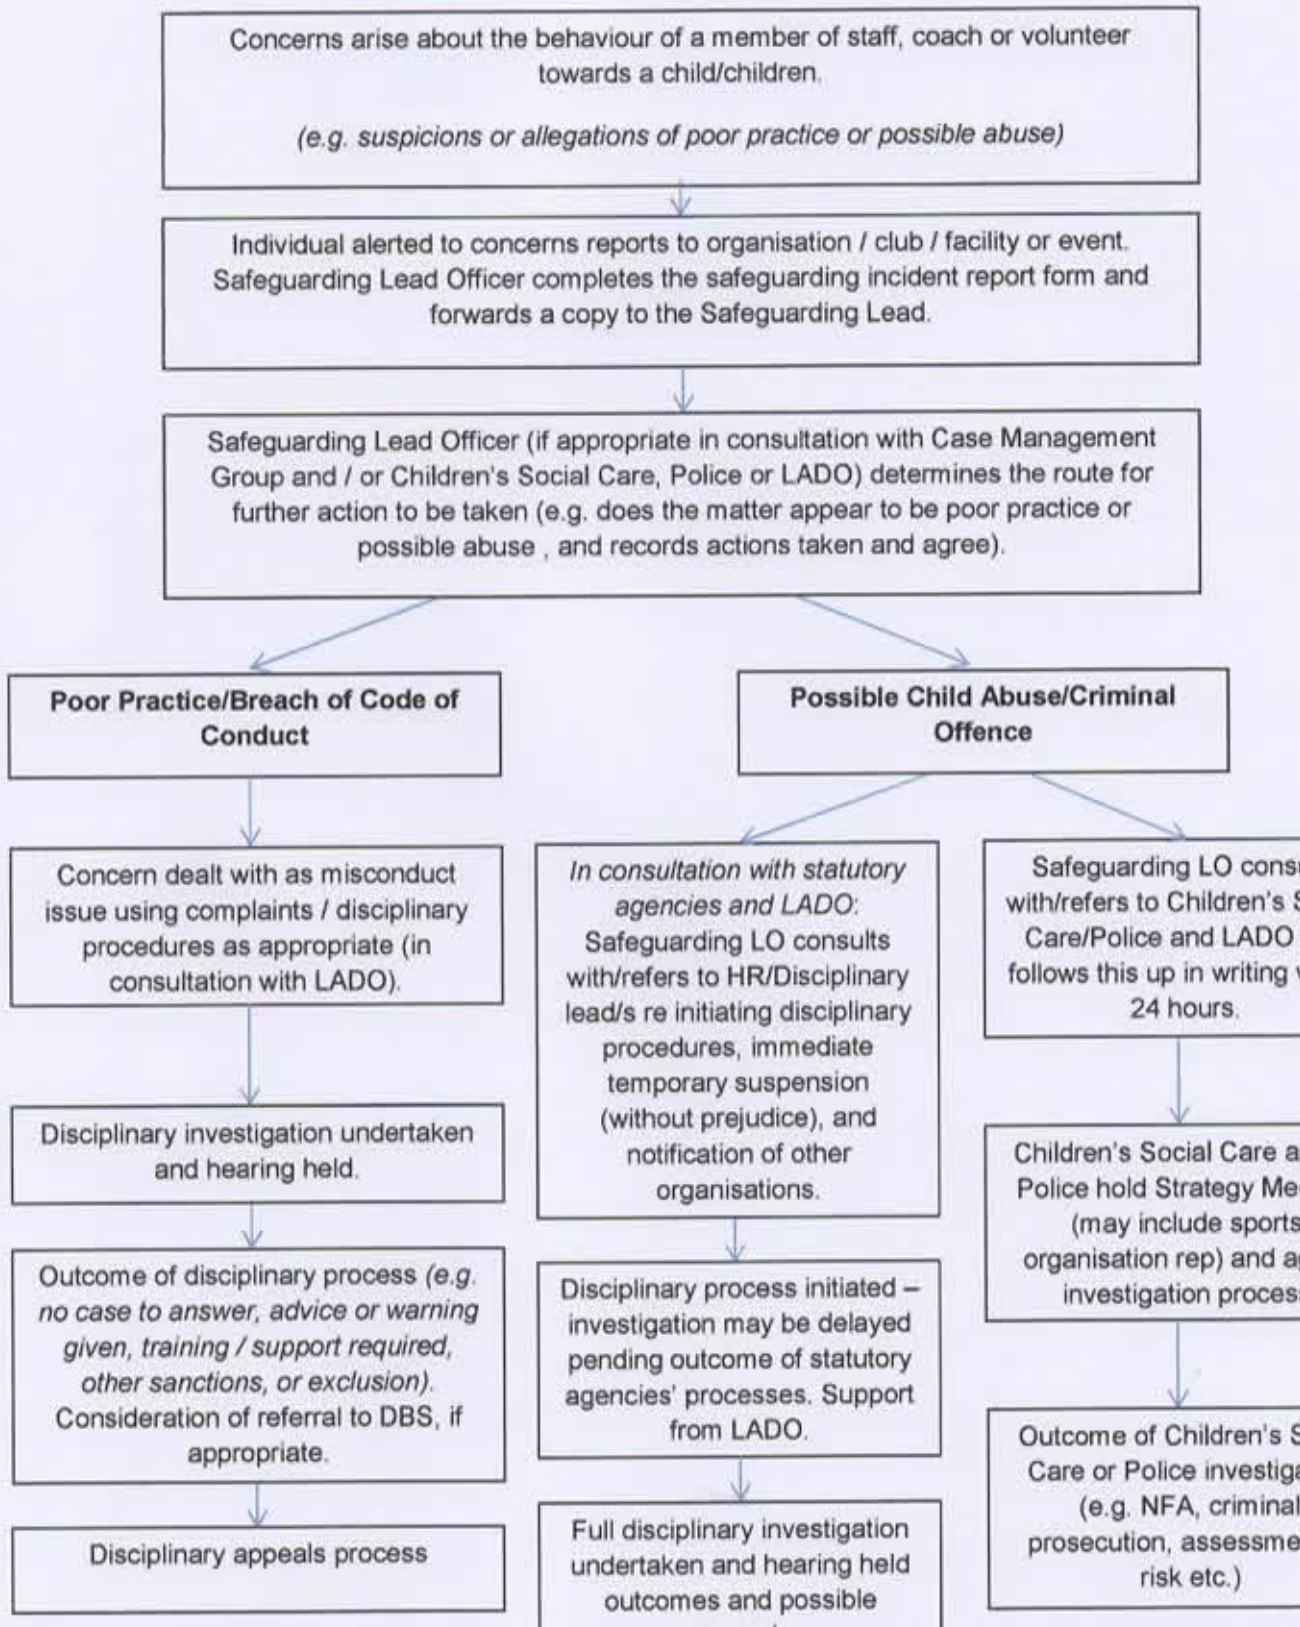 Concerns arise about the behaviour of a member of staff, coach or volunteer
towards a child/children.
(e.g. suspicions or allegations of poor practice or possible abuse)
Individual alerted to concerns reports to organisation / club / facility or event.
Safeguarding Lead Officer completes the safeguarding incident report form and
forwards a copy to the Safeguarding Lead.
Safeguarding Lead Officer (if appropriate in consultation with Case Management
Group and / or Children's Social Care, Police or LADO) determines the route for
further action to be taken (e.g. does the matter appear to be poor practice or
possible abuse , and records actions taken and agree).
Poor Practice/Breach of Code of
Conduct
Possible Child Abuse/Criminal
Offence
Concern dealt with as misconduct
issue using complaints / disciplinary
procedures as appropriate (in
consultation with LADO).
Disciplinary investigation undertaken
and hearing held.
Outcome of disciplinary process (e.g.
no case to answer, advice or warning
given, training / support required,
other sanctions, or exclusion).
Consideration of referral to DBS, if
appropriate.
Disciplinary appeals process
In consultation with statutory
agencies and LADO:
Safeguarding LO consults
with/refers to HR/Disciplinary
lead/s re initiating disciplinary
procedures, immediate
temporary suspension
(without prejudice), and
notification of other
organisations.
Disciplinary process initiated –
investigation may be delayed
pending outcome of statutory
agencies' processes. Support
from LADO.
Full disciplinary investigation
undertaken and hearing held
outcomes and possible
Safeguarding LO
with/refers to Children's
Care/Police and LADO
follows this up in writing
24 hours.
Children's Social Care
Police hold Strategy
(may include sports
organisation rep) and
investigation
Outcome of Children's
Care or Police
(e.g. NFA, criminal
prosecution,
risk etc.)